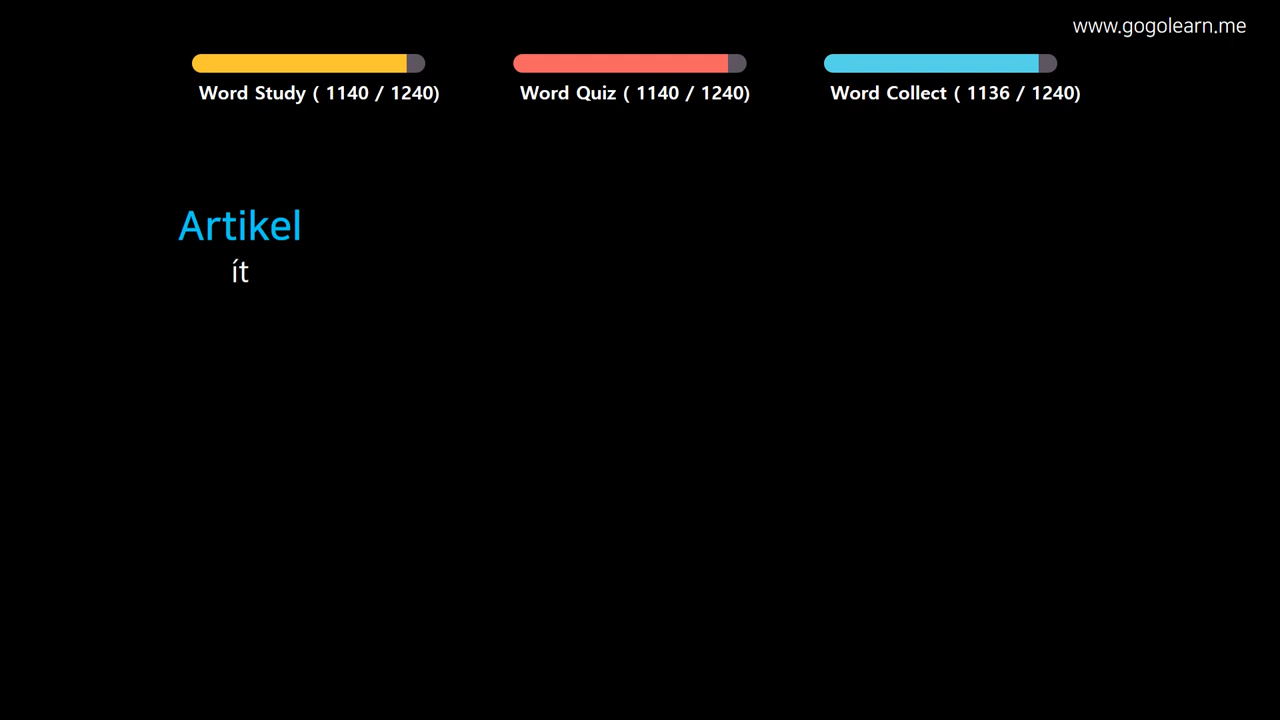 www.gogolearn.me
Word Study ( 1140 / 1240)
Word Quiz ( 1140 / 1240)
Word Collect ( 1136 / 1240)
Artikel
ít